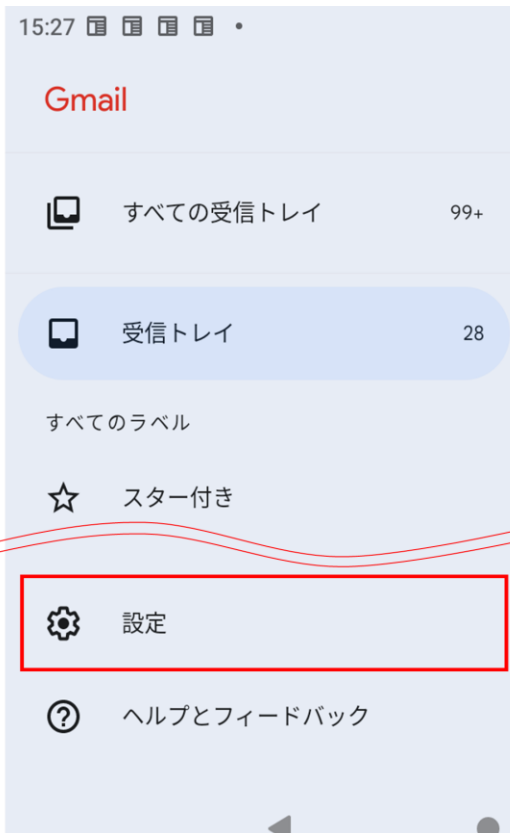 15:27
Gmail
すべての受信トレイ 99+
受信トレイ 28
すべてのラベル
スター付き
設定
ヘルプとフィードバック